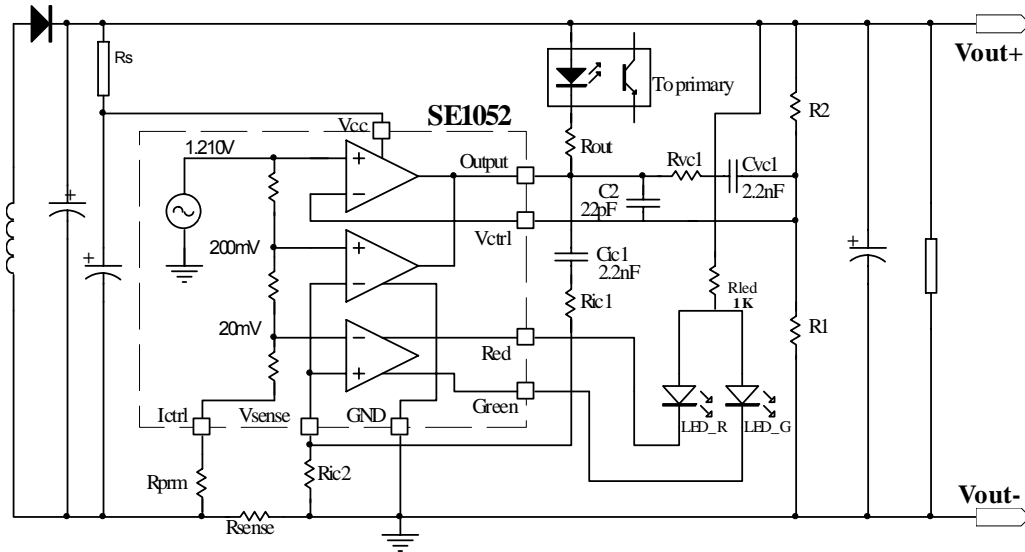 Rs
To primary
Vout+
SE1052
Vcc
1.210V
Rout
R2
Output
Rvc1
Cvc1
2.2nF
C2
22pF
Vctrl
200mV
Cic1
2.2nF
Rled
1K
Ric1
R1
20mV
Red
Green
Ictrl
Vsense
GND
LED_R
LED_G
Rprm
Ric2
Rsense
Vout-
+
+
+
+
−
+
−
−
+